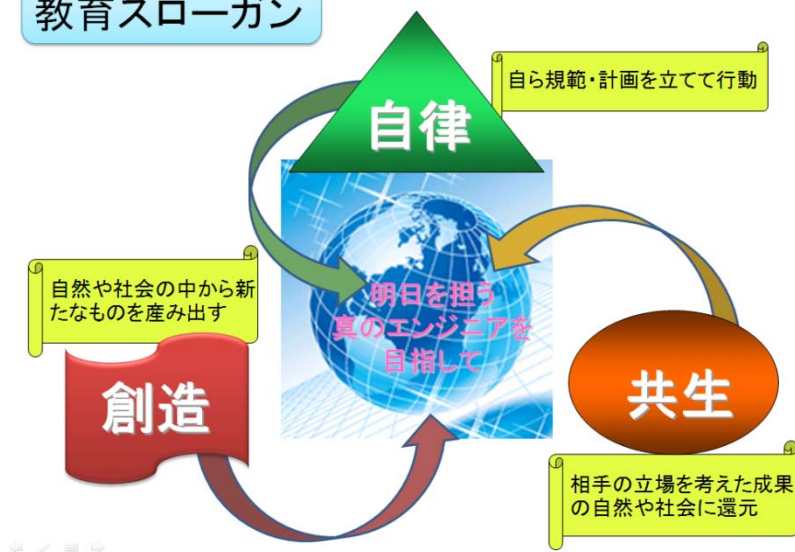 教育スローガン
自律
自ら規範・計画を立てて行動
自然や社会の中から新
たなものを産み出す
創造
明日を担う
真のエンジニアを
目指して
共生
相手の立場を考えた成果
の自然や社会に還元